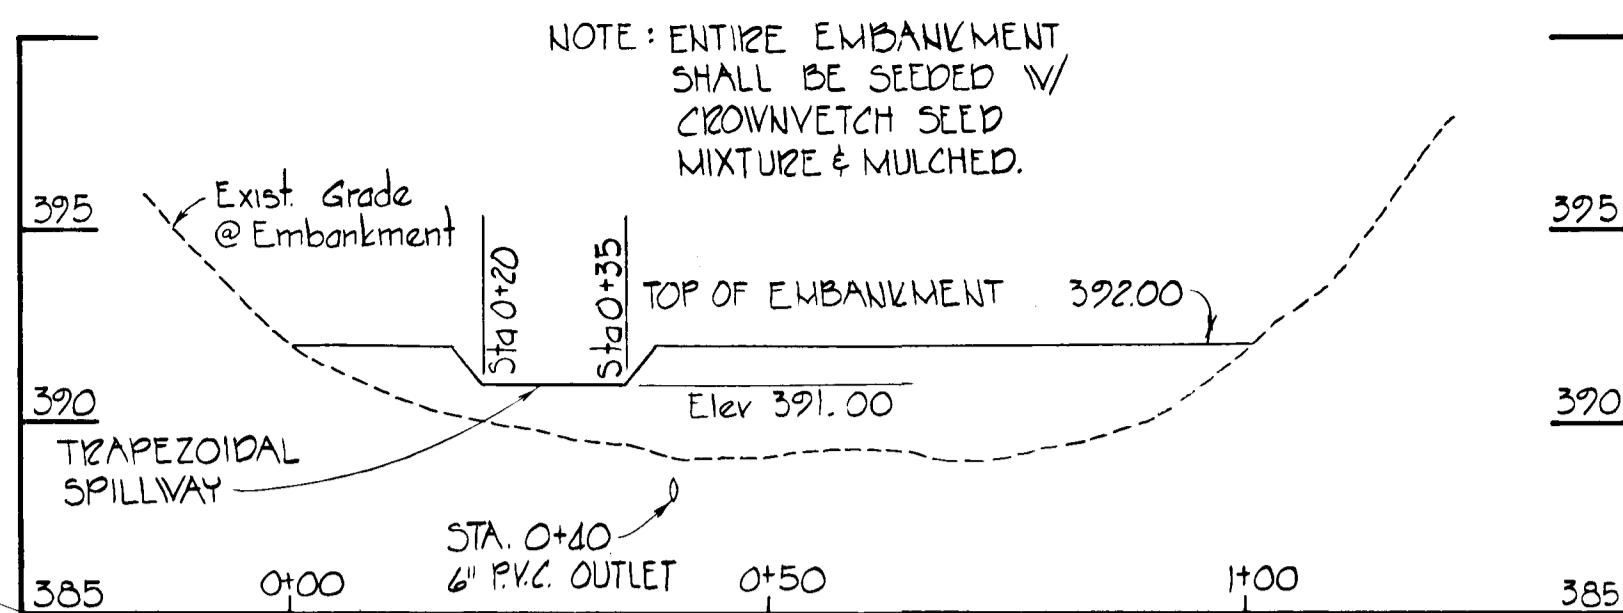 NOTE: ENTIRE EMBANKMENT
SHALL BE SEEDED W/
CROWNVETCH SEED
MIXTURE & MULCHED.
Exist. Grade
@ Embankment
395
395
Sta 0+20
Sta 0+35
TOP OF EMBANKMENT 392.00
390
Elev 391.00
390
TRAPEZOIDAL
SPILLWAY
STA. 0+40
6" P.V.C. OUTLET
385
0+00
0+50
1+00
385